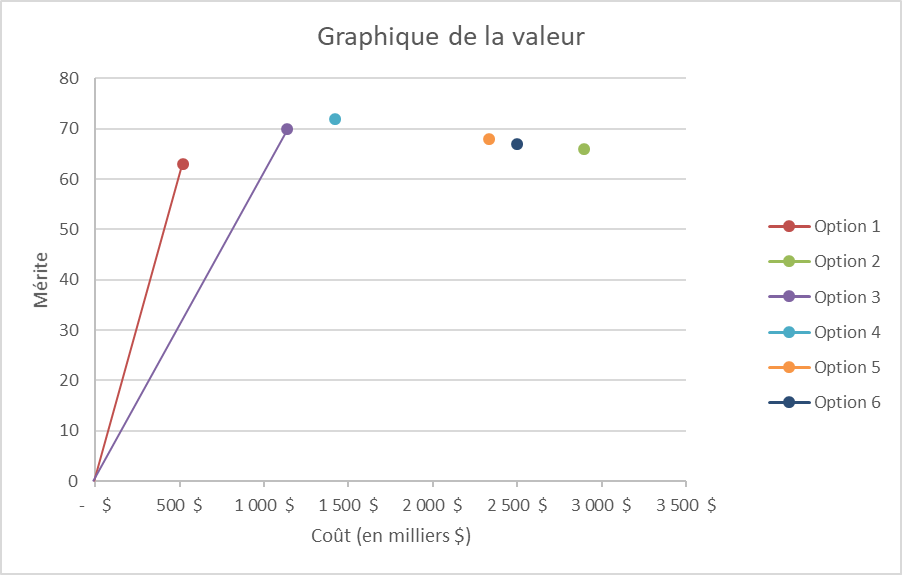 Graphique de la valeur
80
70
60
50
40
30
20
10
0
Mérite
- $ 500 $ 1 000 $ 1 500 $ 2 000 $ 2 500 $ 3 000 $ 3 500 $
Coût (en milliers $)
Option 1
Option 2
Option 3
Option 4
Option 5
Option 6